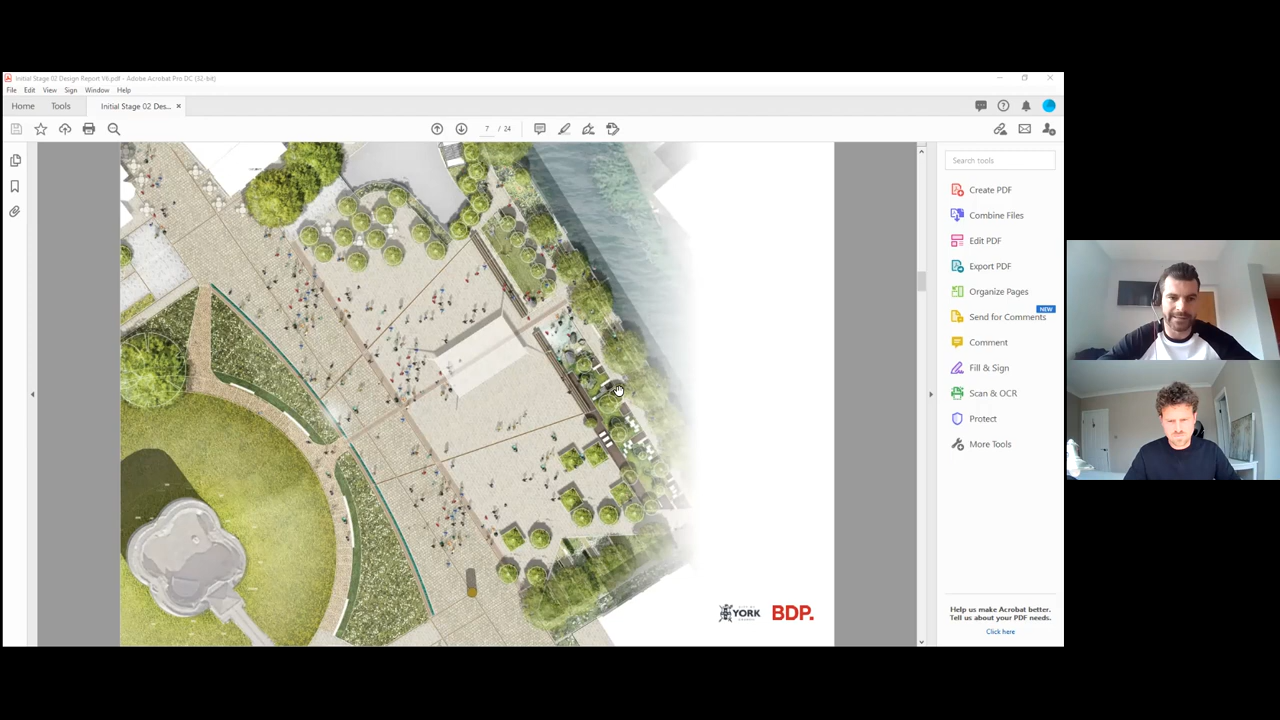 Initial Stage 02 Design Report V6.pdf - Adobe Acrobat Pro DC (32-bit)
File Edit View Sign Window Help
Home Tools Initial Stage 02 Des... ×
7 / 24
Search tools
Create PDF
Combine Files
Edit PDF
Export PDF
Organize Pages
NEW
Send for Comments
Comment
Fill & Sign
Scan & OCR
Protect
More Tools
YORK BDP.
Help us make Acrobat better.
Tell us about your PDF needs.
Click here